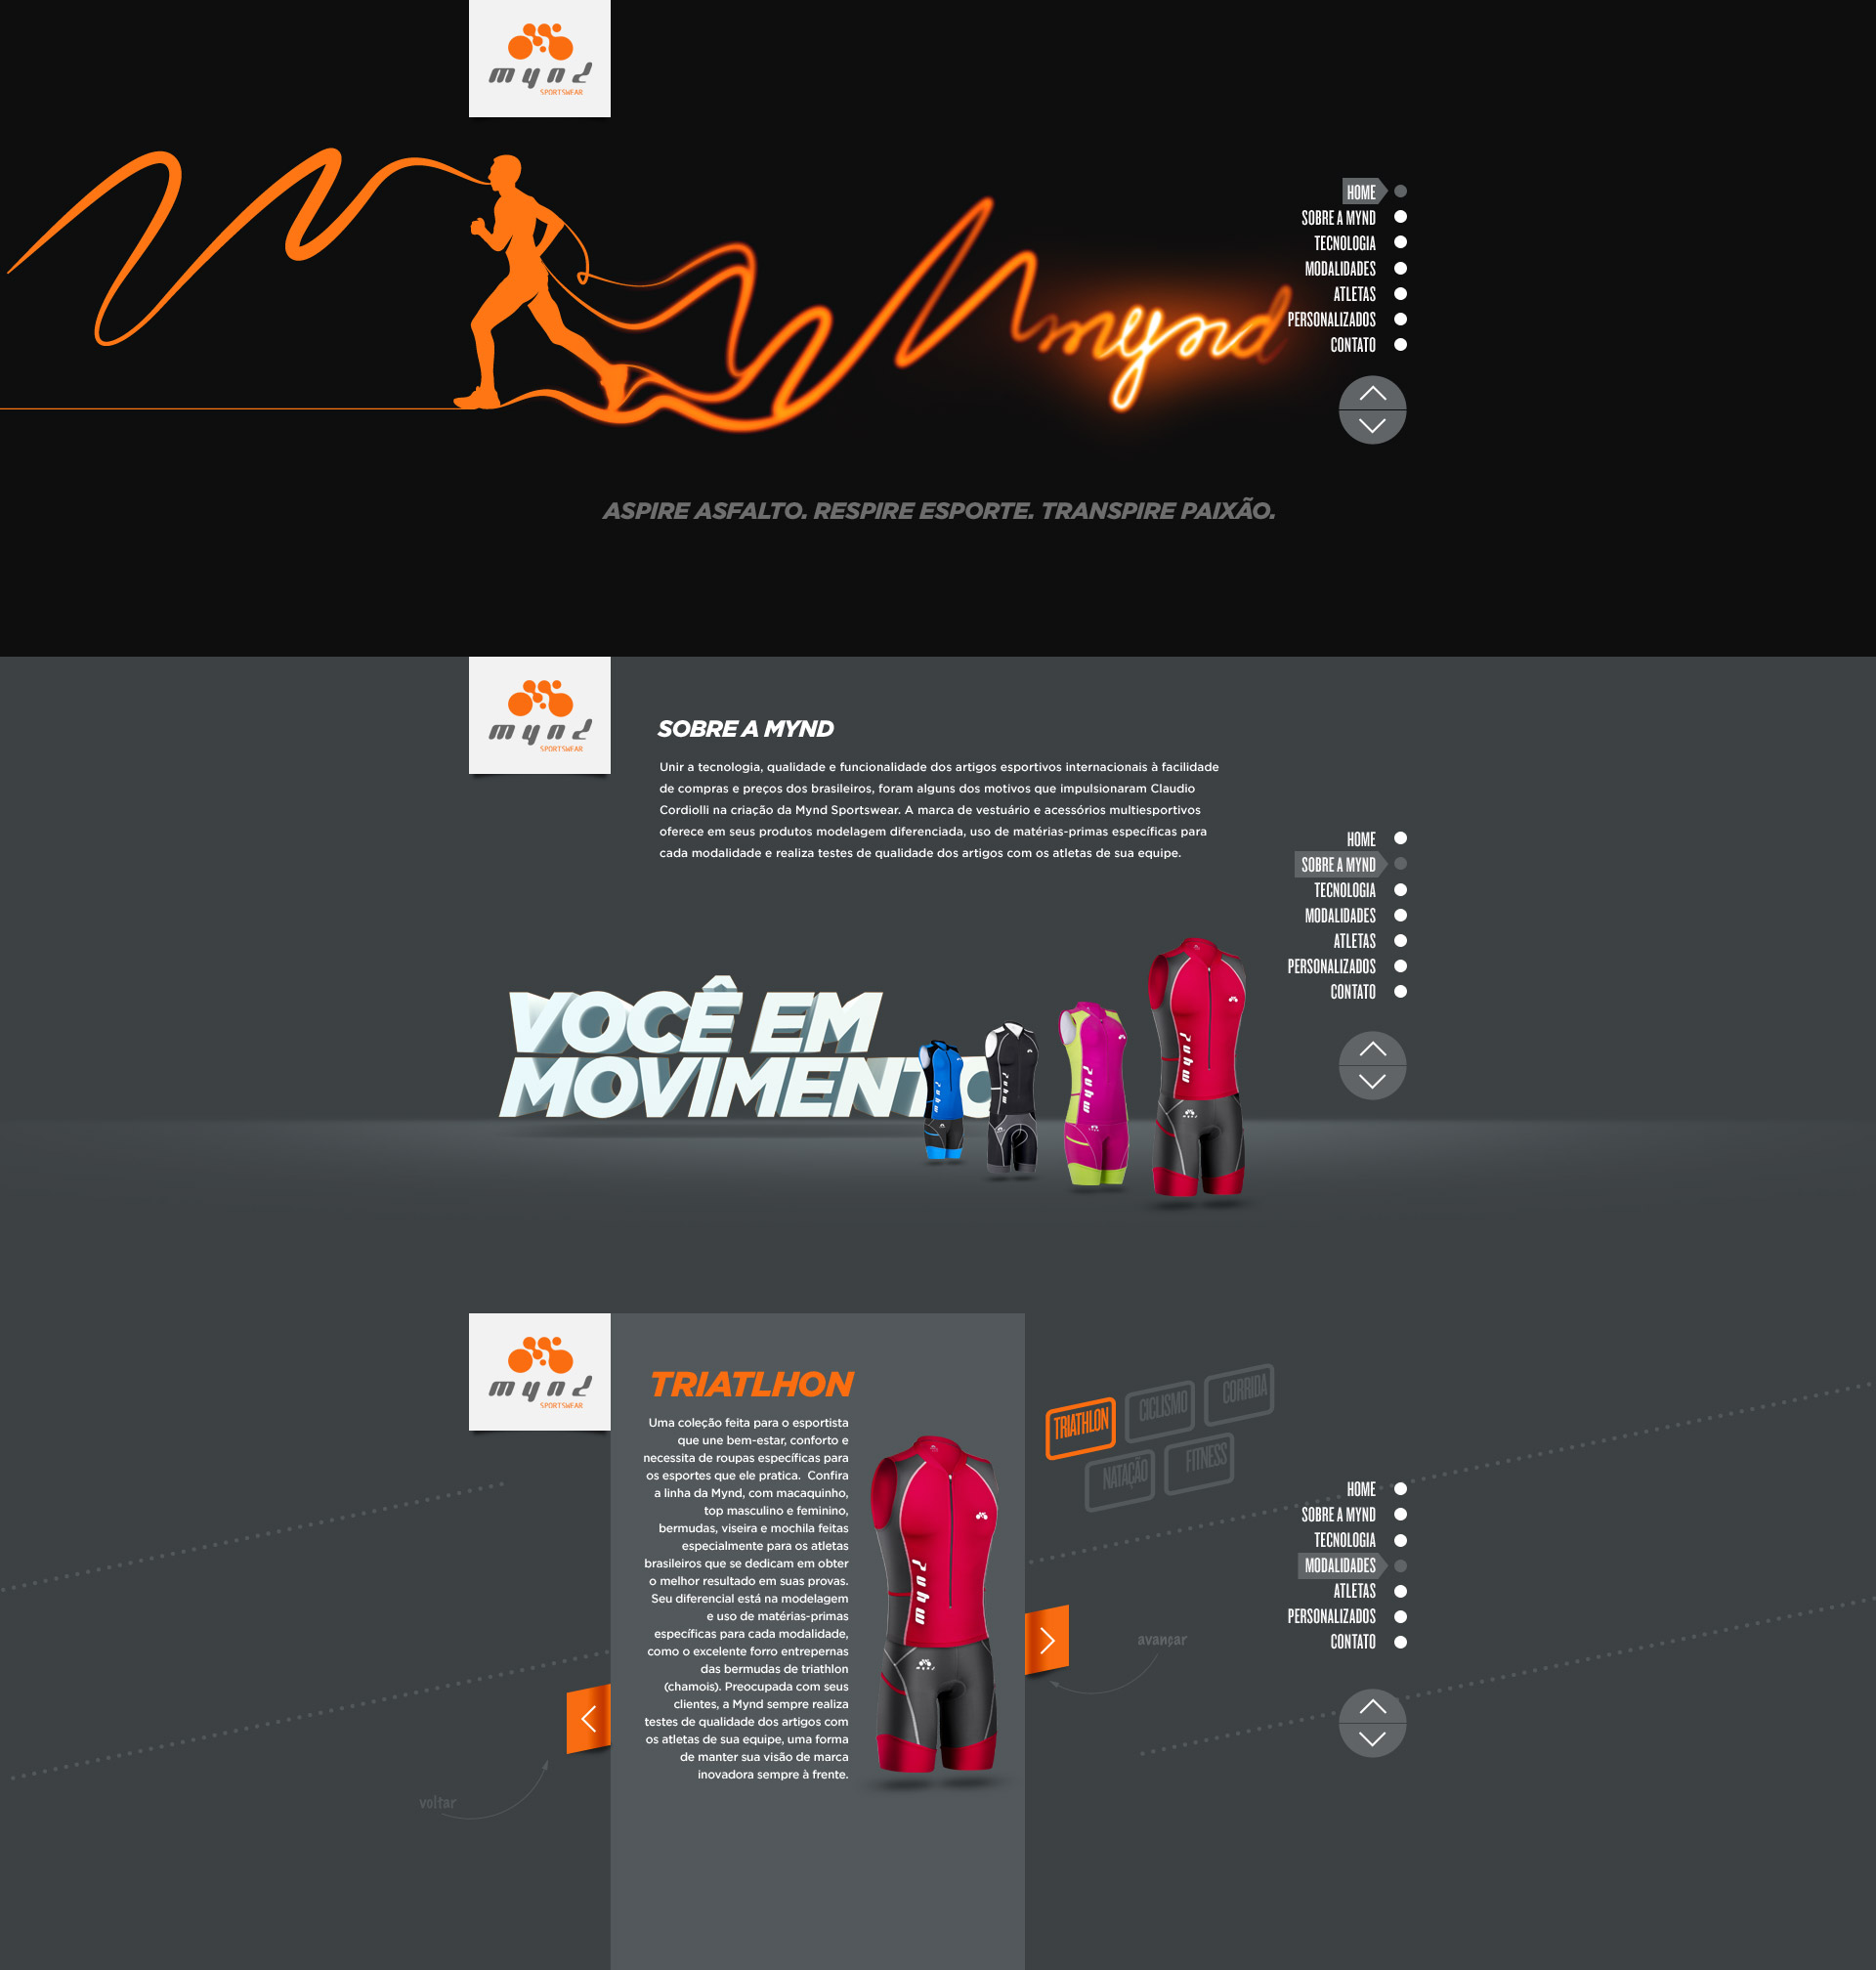 mynd
SPORTSWEAR
mynd
HOME
SOBRE A MYND
TECNOLOGIA
MODALIDADES
ATLETAS
PERSONALIZADOS
CONTATO
ASPIRE ASFALTO. RESPIRE ESPORTE. TRANSPIRE PAIXÃO.
mynd
SPORTSWEAR
SOBRE A MYND
Unir a tecnologia, qualidade e funcionalidade dos artigos esportivos internacionais à facilidade
de compras e preços dos brasileiros, foram alguns dos motivos que impulsionaram Claudio
Cordiolli na criação da Mynd Sportswear. A marca de vestuário e acessórios multiesportivos
oferece em seus produtos modelagem diferenciada, uso de matérias-primas específicas para
cada modalidade e realiza testes de qualidade dos artigos com os atletas de sua equipe.
HOME
SOBRE A MYND
TECNOLOGIA
MODALIDADES
ATLETAS
PERSONALIZADOS
CONTATO
VOCÊ EM
MOVIMENTO
mynd
mynd
mynd
mynd
mynd
SPORTSWEAR
TRIATLHON
Uma coleção feita para o esportista
que une bem-estar, conforto e
necessita de roupas específicas para
os esportes que ele pratica. Confira
a linha da Mynd, com macaquinho,
top masculino e feminino,
bermudas, viseira e mochila feitas
especialmente para os atletas
brasileiros que se dedicam em obter
o melhor resultado em suas provas.
Seu diferencial está na modelagem
e uso de matérias-primas
específicas para cada modalidade,
como o excelente forro entrepernas
das bermudas de triathlon
(chamois). Preocupada com seus
clientes, a Mynd sempre realiza
testes de qualidade dos artigos com
os atletas de sua equipe, uma forma
de manter sua visão de marca
inovadora sempre à frente.
mynd
mynd
TRIATHLON
CICLISMO
CORRIDA
NATAÇÃO
FITNESS
HOME
SOBRE A MYND
TECNOLOGIA
MODALIDADES
ATLETAS
PERSONALIZADOS
CONTATO
avançar
voltar